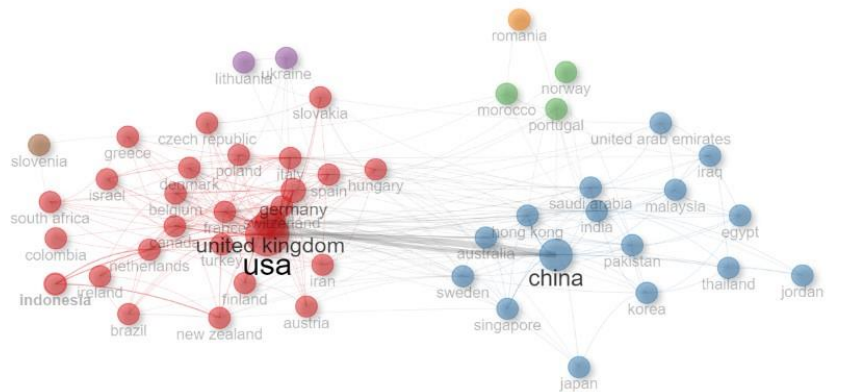 romania
lithuania
ukraine
norway
slovakia
morocco
portugal
czech republic
united arab emirates
greece
slovenia
poland
italy
iraq
denmark
spain
hungary
israel
saudi arabia
malaysia
belgium
germany
south africa
switzerland
france
hong kong
india
egypt
canada
united kingdom
colombia
australia
turkey
netherlands
pakistan
usa
iran
china
thailand
ireland
indonesia
finland
sweden
jordan
korea
austria
singapore
brazil
new zealand
japan